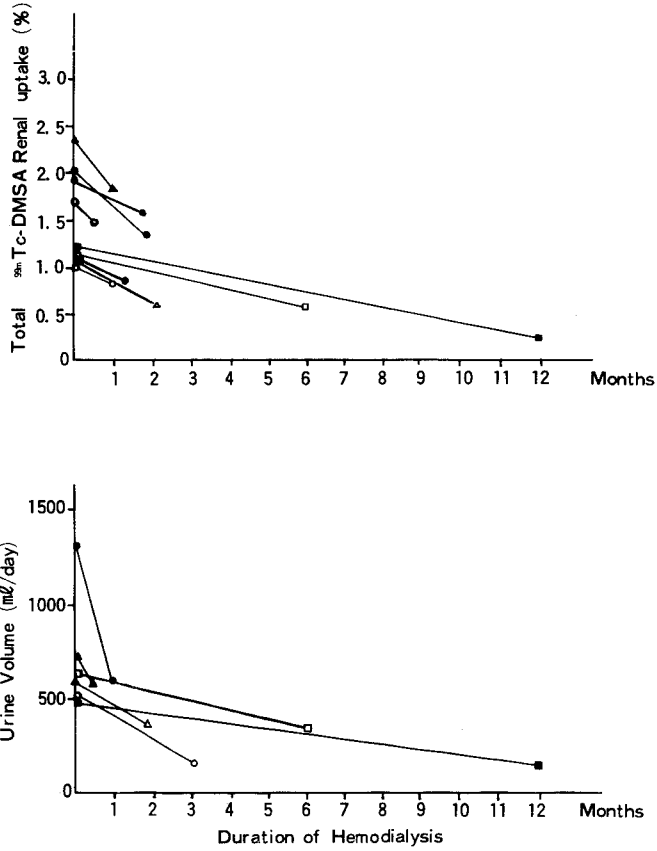 Total ⁹⁹ᵐTc-DMSA Renal uptake (%)
3.0
2.5
2.0
1.5
1.0
0.5
0
1 2 3 4 5 6 7 8 9 10 11 12 Months
Urine Volume (mℓ/day)
1500
1000
500
0
1 2 3 4 5 6 7 8 9 10 11 12 Months
Duration of Hemodialysis